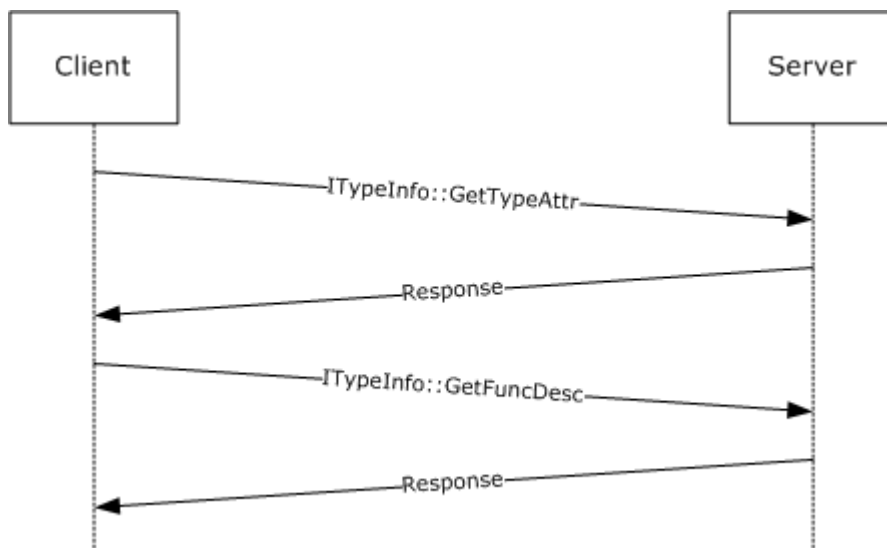 Client
Server
ITypeInfo::GetTypeAttr
Response
ITypeInfo::GetFuncDesc
Response